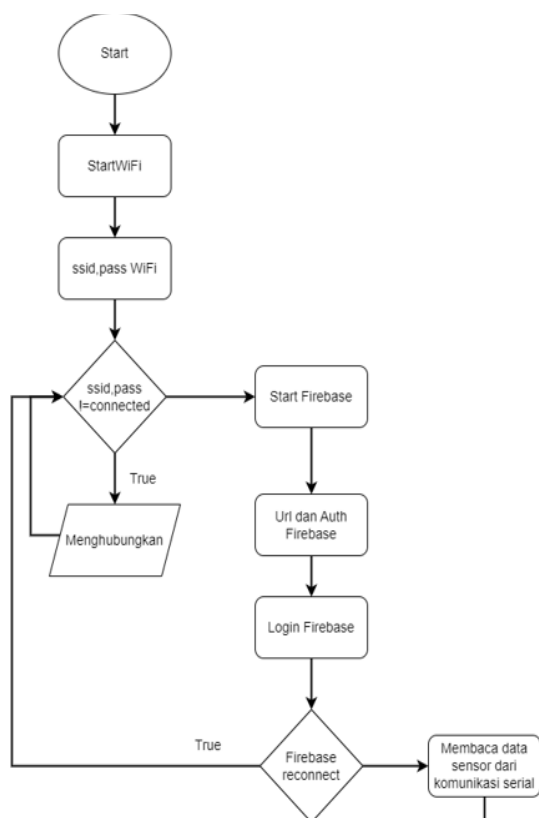 Start
StartWiFi
ssid,pass WiFi
ssid,pass
!=connected
Start Firebase
True
Menghubungkan
Url dan Auth
Firebase
Login Firebase
True
Firebase
reconnect
Membaca data
sensor dari
komunikasi serial